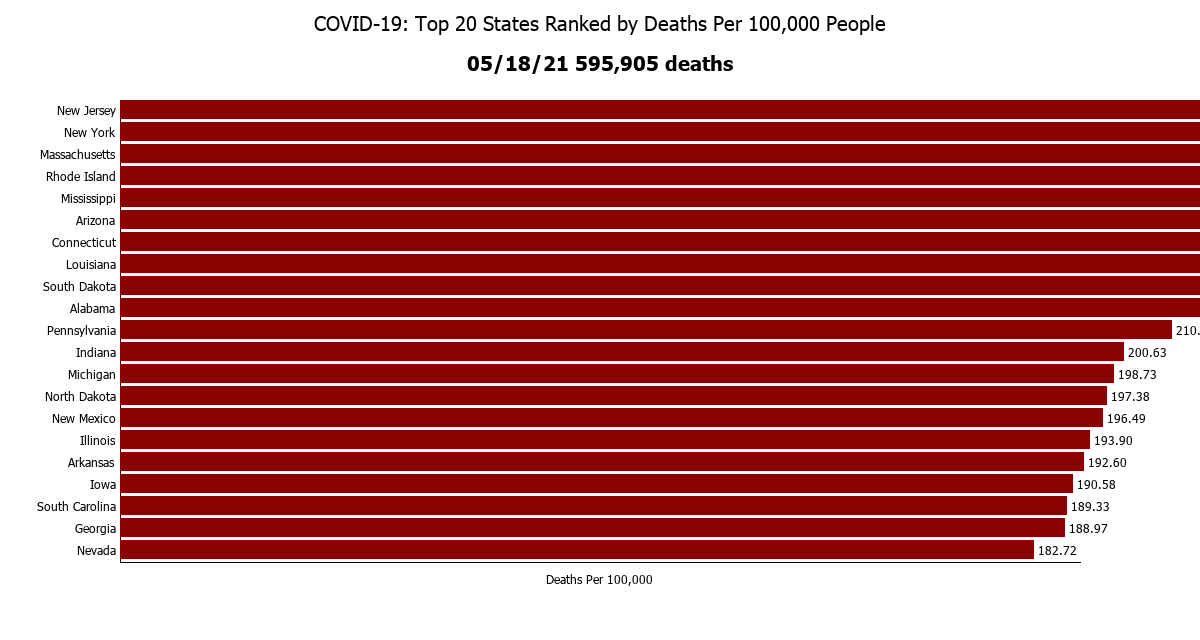 COVID-19: Top 20 States Ranked by Deaths Per 100,000 People
05/18/21 595,905 deaths
New Jersey
New York
Massachusetts
Rhode Island
Mississippi
Arizona
Connecticut
Louisiana
South Dakota
Alabama
Pennsylvania 210.
Indiana 200.63
Michigan 198.73
North Dakota 197.38
New Mexico 196.49
Illinois 193.90
Arkansas 192.60
Iowa 190.58
South Carolina 189.33
Georgia 188.97
Nevada 182.72
Deaths Per 100,000